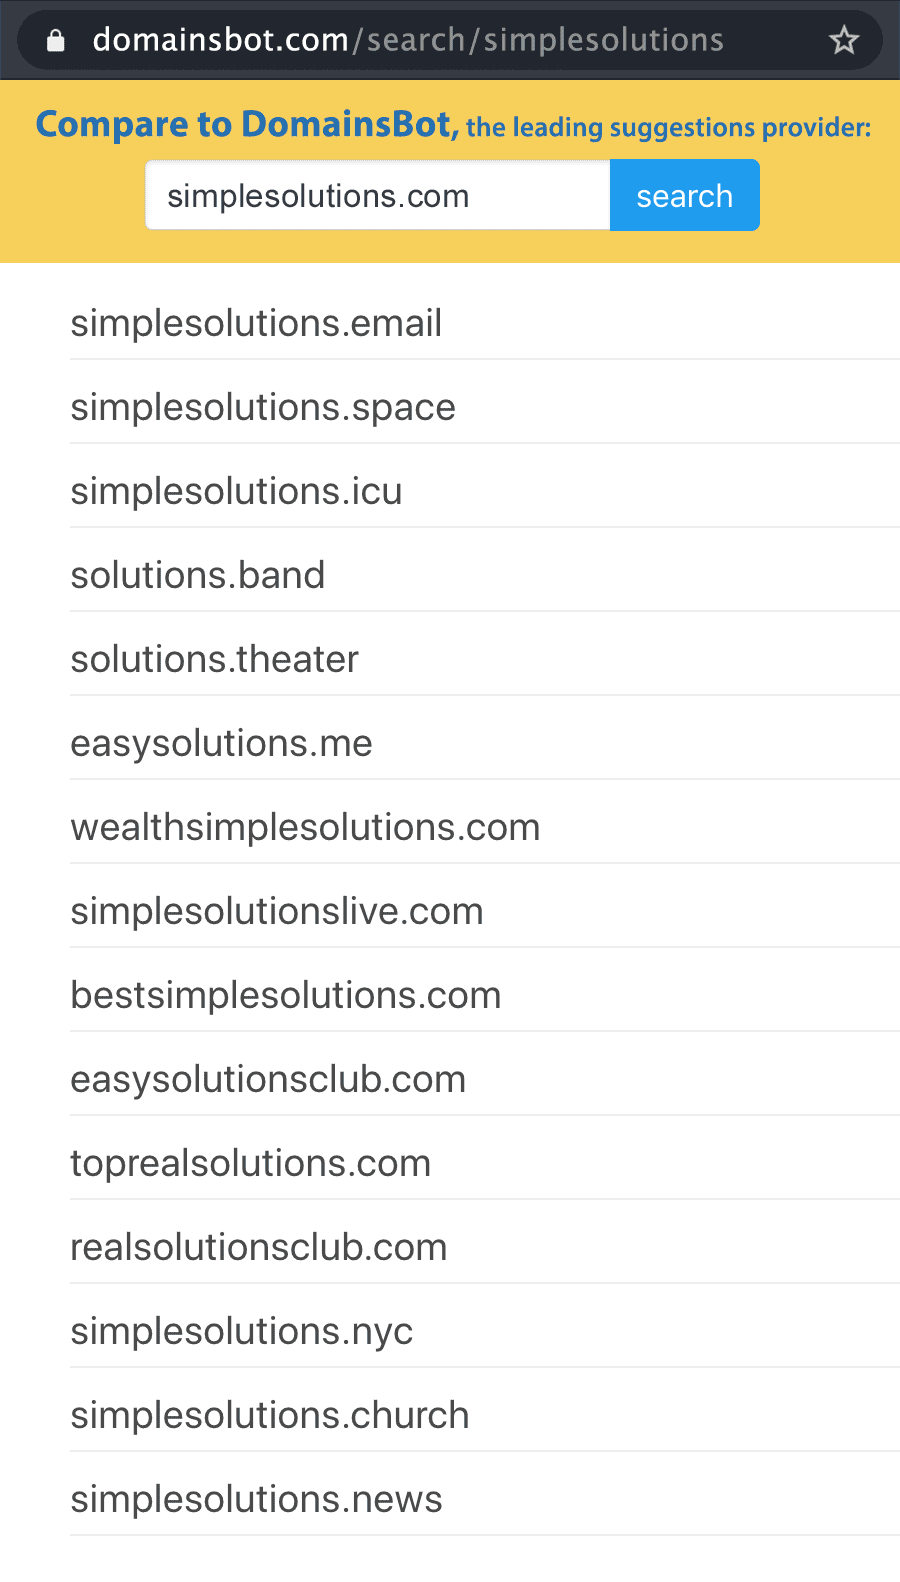 domainsbot.com/search/simplesolutions
Compare to DomainsBot, the leading suggestions provider:
simplesolutions.com search
simplesolutions.email
simplesolutions.space
simplesolutions.icu
solutions.band
solutions.theater
easysolutions.me
wealthsimplesolutions.com
simplesolutionslive.com
bestsimplesolutions.com
easysolutionsclub.com
toprealsolutions.com
realsolutionsclub.com
simplesolutions.nyc
simplesolutions.church
simplesolutions.news